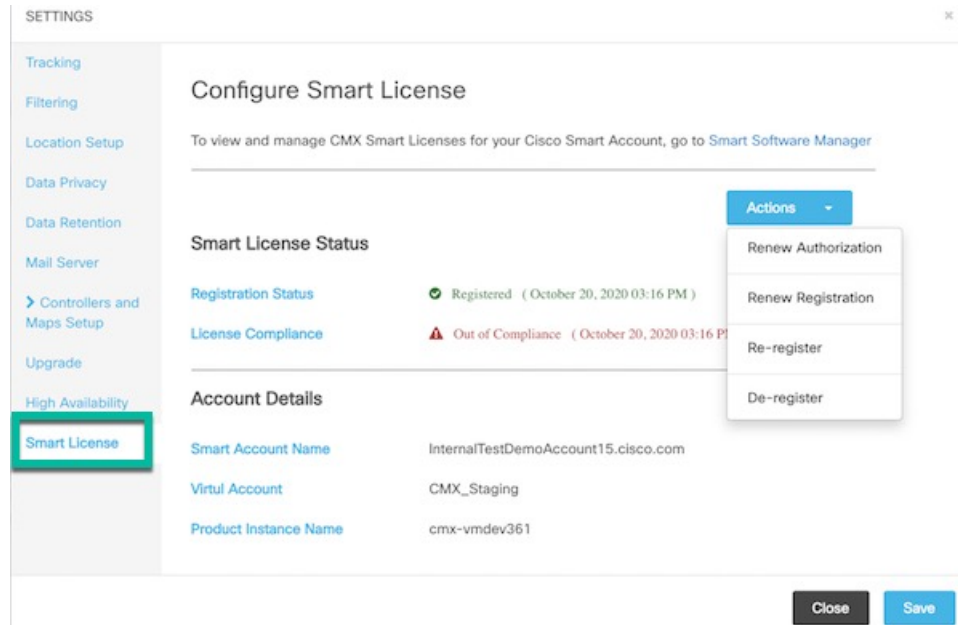 SETTINGS
×
Tracking
Filtering
Location Setup
Data Privacy
Data Retention
Mail Server
Controllers and
Maps Setup
Upgrade
High Availability
Smart License
Configure Smart License
To view and manage CMX Smart Licenses for your Cisco Smart Account, go to Smart Software Manager
Actions
Renew Authorization
Renew Registration
Re-register
De-register
Smart License Status
Registration Status Registered ( October 20, 2020 03:16 PM )
License Compliance Out of Compliance ( October 20, 2020 03:16
Account Details
Smart Account Name InternalTestDemoAccount15.cisco.com
Virtul Account CMX_Staging
Product Instance Name cmx-vmdev361
Close Save